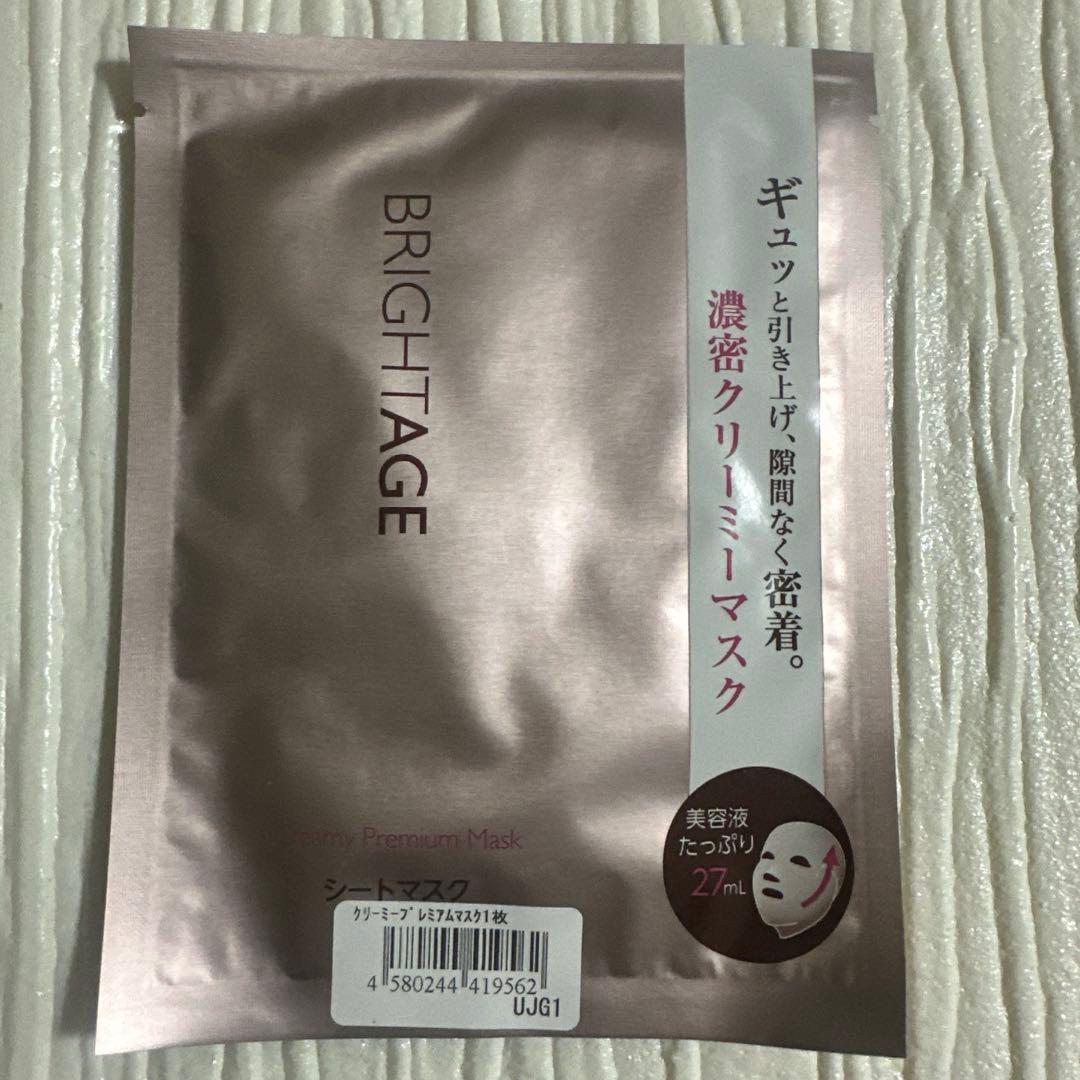 ギュッと引き上げ、隙間なく密着。
濃密クリーミーマスク
BRIGHTAGE
美容液
たっぷり
27mL
Premium Mask
シートマスク
ｸﾘｰﾐｰﾌﾟﾚﾐｱﾑﾏｽｸ1枚
4 580244 419562
UJG1